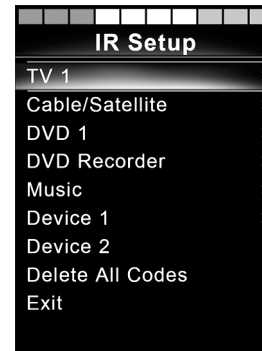 IR Setup
TV 1
Cable/Satellite
DVD 1
DVD Recorder
Music
Device 1
Device 2
Delete All Codes
Exit